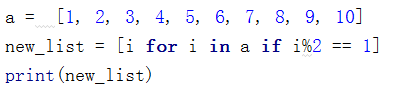 a = [1, 2, 3, 4, 5, 6, 7, 8, 9, 10]
new_list = [i for i in a if i%2 == 1]
print(new_list)